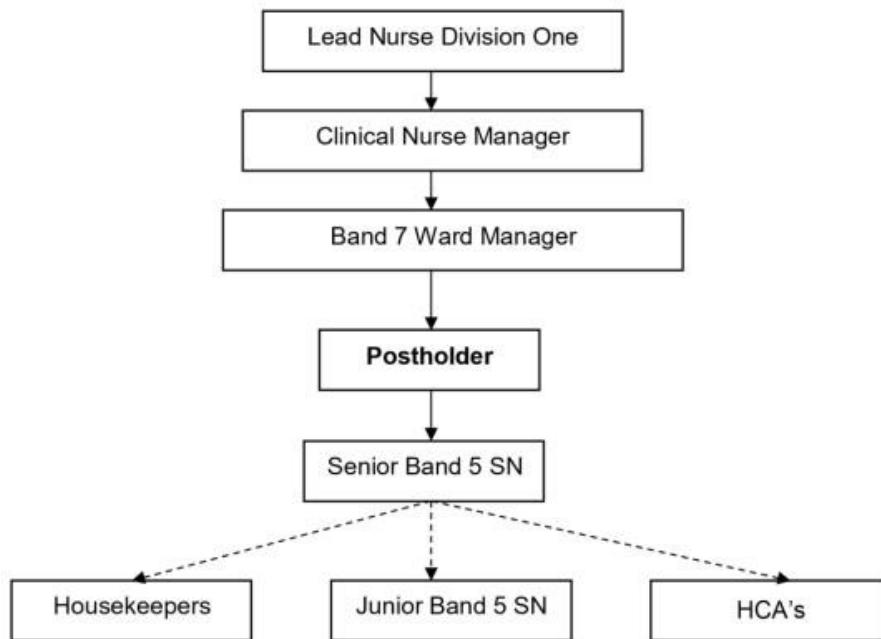 Lead Nurse Division One
Clinical Nurse Manager
Band 7 Ward Manager
Postholder
Senior Band 5 SN
Housekeepers
Junior Band 5 SN
HCA’s